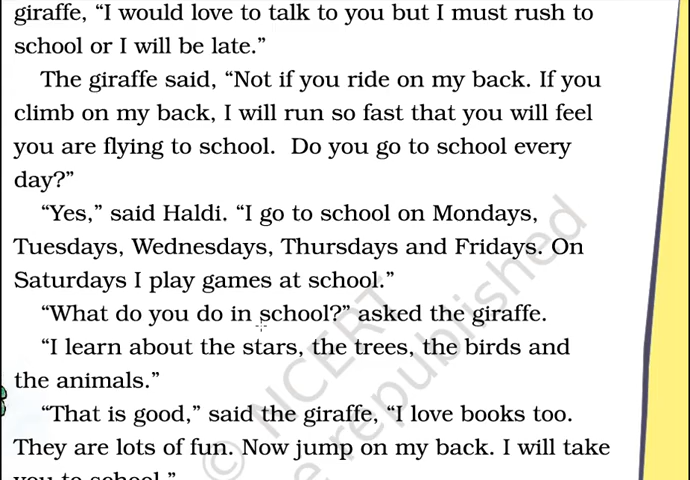 giraffe, “I would love to talk to you but I must rush to
school or I will be late.”
The giraffe said, “Not if you ride on my back. If you
climb on my back, I will run so fast that you will feel
you are flying to school.  Do you go to school every
day?”
“Yes,” said Haldi. “I go to school on Mondays,
Tuesdays, Wednesdays, Thursdays and Fridays. On
Saturdays I play games at school.”
“What do you do in school?” asked the giraffe.
“I learn about the stars, the trees, the birds and
the animals.”
“That is good,” said the giraffe, “I love books too.
They are lots of fun. Now jump on my back. I will take
you to school.”
© NCERT
e republished